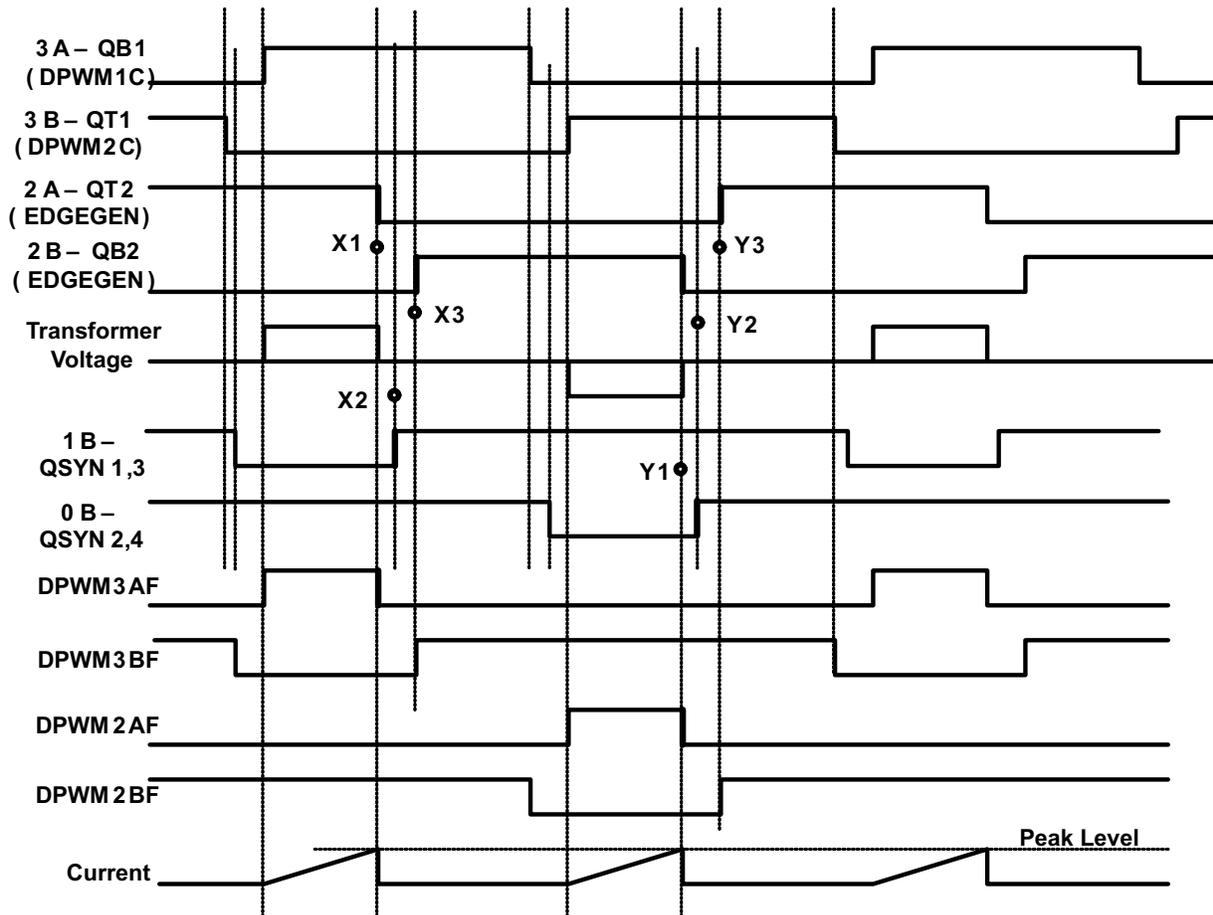 3 A – QB1
( DPWM1C)
3 B – QT1
( DPWM2C)
2 A – QT2
( EDGEGEN)
2 B – QB2
( EDGEGEN)
X1
Y3
X3
Y2
Transformer
Voltage
X2
1 B –
QSYN 1,3
Y1
0 B –
QSYN 2,4
DPWM3AF
DPWM3BF
DPWM2AF
DPWM2BF
Peak Level
Current